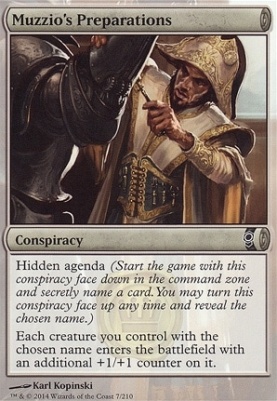 Muzzio's Preparations
Conspiracy
Hidden agenda (Start the game with this
conspiracy face down in the command zone
and secretly name a card. You may turn this
conspiracy face up any time and reveal the
chosen name.)
Each creature you control with the
chosen name enters the battlefield with
an additional +1/+1 counter on it.
Karl Kopinski
™ & © 2014 Wizards of the Coast 7/210